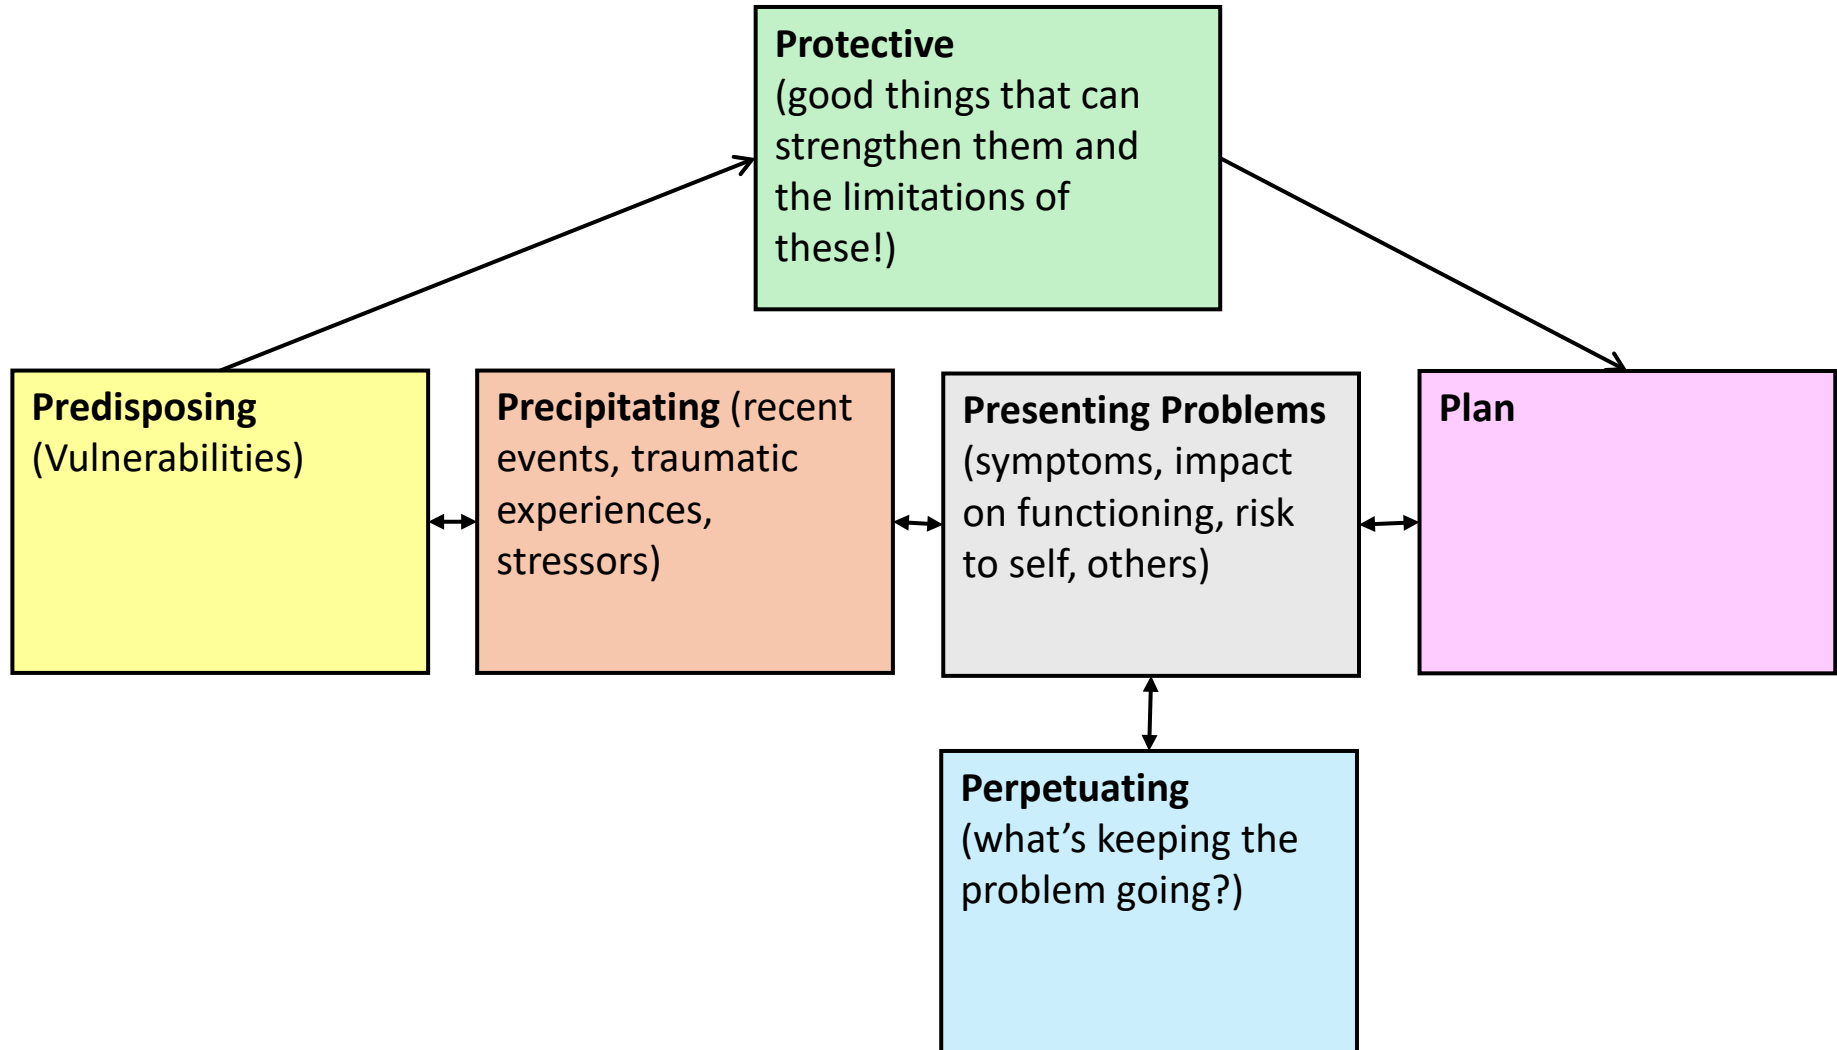 Protective
(good things that can
strengthen them and
the limitations of
these!)
Predisposing
(Vulnerabilities)
Precipitating (recent
events, traumatic
experiences,
stressors)
Presenting Problems
(symptoms, impact
on functioning, risk
to self, others)
Plan
Perpetuating
(what’s keeping the
problem going?)